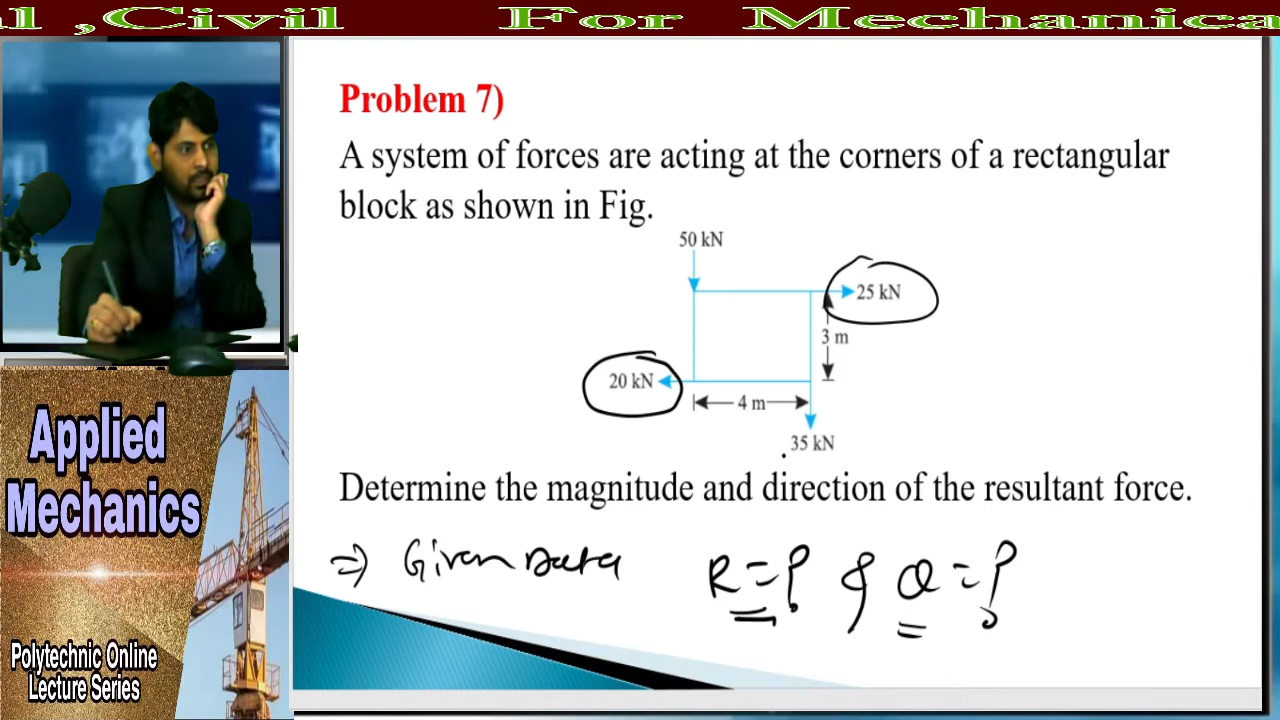 al ,Civil For Mechanica
Problem 7)
A system of forces are acting at the corners of a rectangular
block as shown in Fig.
50 kN
25 kN
3 m
20 kN
4 m
35 kN
Determine the magnitude and direction of the resultant force.
⇒ Given Data R = ? & θ = ?
Applied
Mechanics
Polytechnic Online
Lecture Series